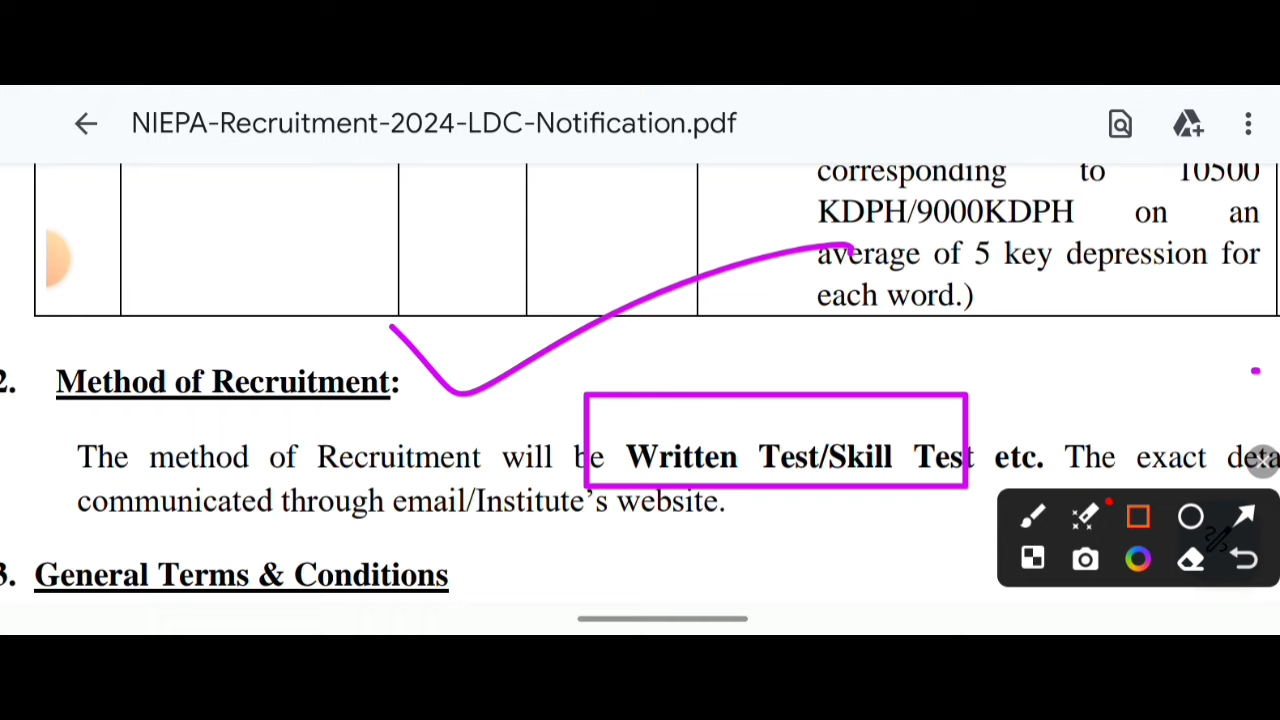 NIEPA-Recruitment-2024-LDC-Notification.pdf
corresponding to 10500
KDPH/9000KDPH on an
average of 5 key depression for
each word.)
2. Method of Recruitment:
The method of Recruitment will be Written Test/Skill Test etc. The exact
communicated through email/Institute's website.
3. General Terms & Conditions